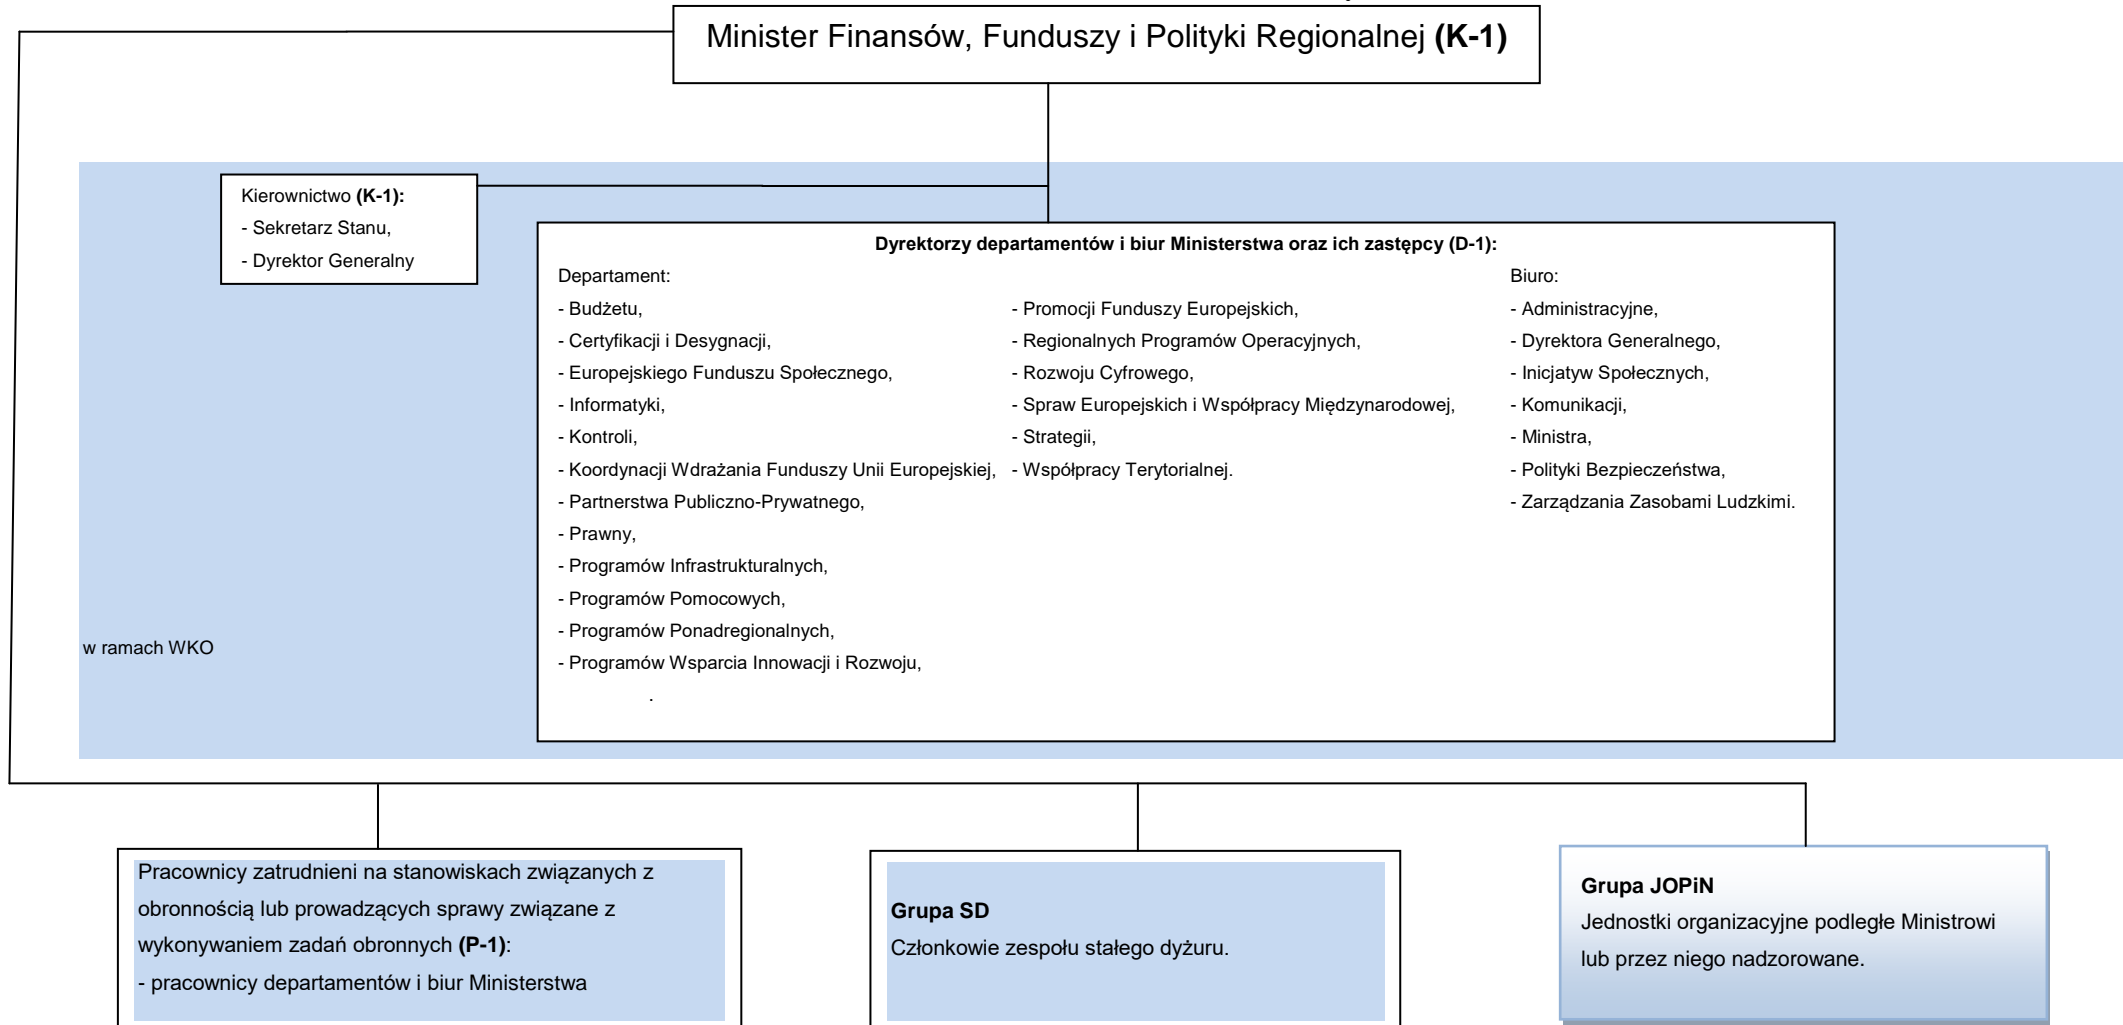 Minister Finansów, Funduszy i Polityki Regionalnej (K-1)
Kierownictwo (K-1):
- Sekretarz Stanu,
- Dyrektor Generalny
Dyrektorzy departamentów i biur Ministerstwa oraz ich zastępcy (D-1):
Departament:
- Budżetu,
- Certyfikacji i Desygnacji,
- Europejskiego Funduszu Społecznego,
- Informatyki,
- Kontroli,
- Koordynacji Wdrażania Funduszy Unii Europejskiej,
- Partnerstwa Publiczno-Prywatnego,
- Prawny,
- Programów Infrastrukturalnych,
- Programów Pomocowych,
- Programów Ponadregionalnych,
- Programów Wsparcia Innowacji i Rozwoju,
.
- Promocji Funduszy Europejskich,
- Regionalnych Programów Operacyjnych,
- Rozwoju Cyfrowego,
- Spraw Europejskich i Współpracy Międzynarodowej,
- Strategii,
- Współpracy Terytorialnej.
Biuro:
- Administracyjne,
- Dyrektora Generalnego,
- Inicjatyw Społecznych,
- Komunikacji,
- Ministra,
- Polityki Bezpieczeństwa,
- Zarządzania Zasobami Ludzkimi.
w ramach WKO
Pracownicy zatrudnieni na stanowiskach związanych z
obronnością lub prowadzących sprawy związane z
wykonywaniem zadań obronnych (P-1):
- pracownicy departamentów i biur Ministerstwa
Grupa SD
Członkowie zespołu stałego dyżuru.
Grupa JOPiN
Jednostki organizacyjne podległe Ministrowi
lub przez niego nadzorowane.